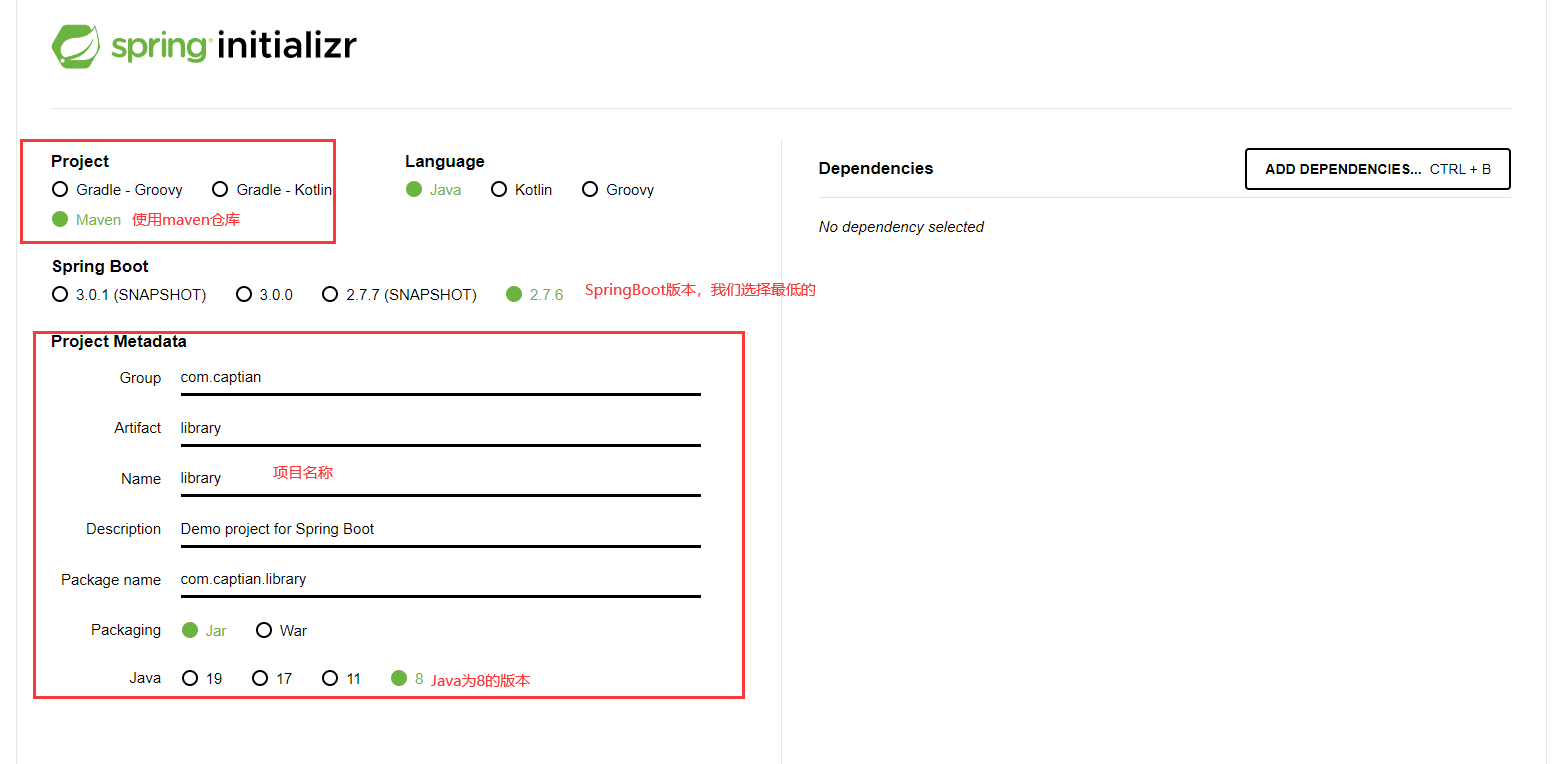 spring initializr
Project
Gradle - Groovy Gradle - Kotlin
Maven 使用maven仓库
Language
Java Kotlin Groovy
Spring Boot
3.0.1 (SNAPSHOT) 3.0.0 2.7.7 (SNAPSHOT) 2.7.6 SpringBoot版本，我们选择最低的
Project Metadata
Group com.captian
Artifact library
Name library 项目名称
Description Demo project for Spring Boot
Package name com.captian.library
Packaging Jar War
Java 19 17 11 8 Java为8的版本
Dependencies
ADD DEPENDENCIES... CTRL + B
No dependency selected